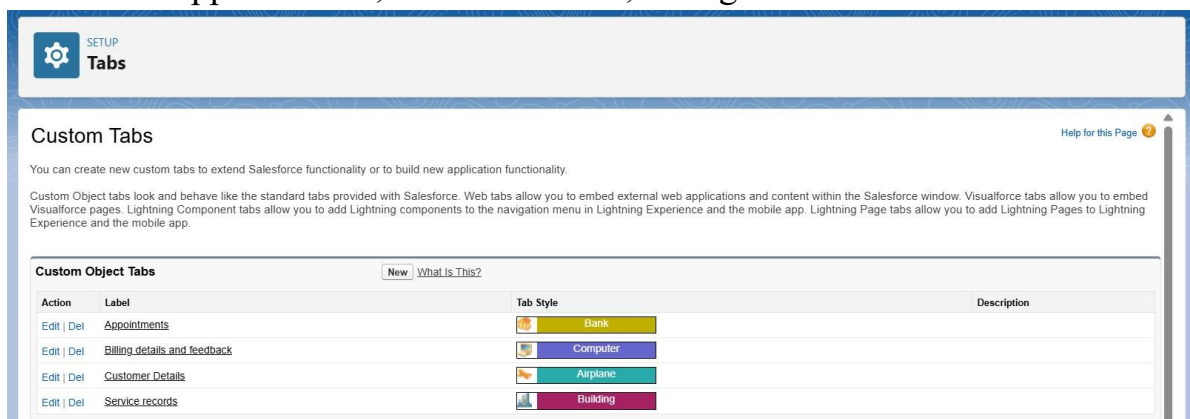 SETUP
Tabs
Custom Tabs
Help for this Page
You can create new custom tabs to extend Salesforce functionality or to build new application functionality.
Custom Object tabs look and behave like the standard tabs provided with Salesforce. Web tabs allow you to embed external web applications and content within the Salesforce window. Visualforce tabs allow you to embed
Visualforce pages. Lightning Component tabs allow you to add Lightning components to the navigation menu in Lightning Experience and the mobile app. Lightning Page tabs allow you to add Lightning Pages to Lightning
Experience and the mobile app.
Custom Object Tabs New What Is This?
Action Label Tab Style Description
Edit | Del Appointments Bank
Edit | Del Billing details and feedback Computer
Edit | Del Customer Details Airplane
Edit | Del Service records Building